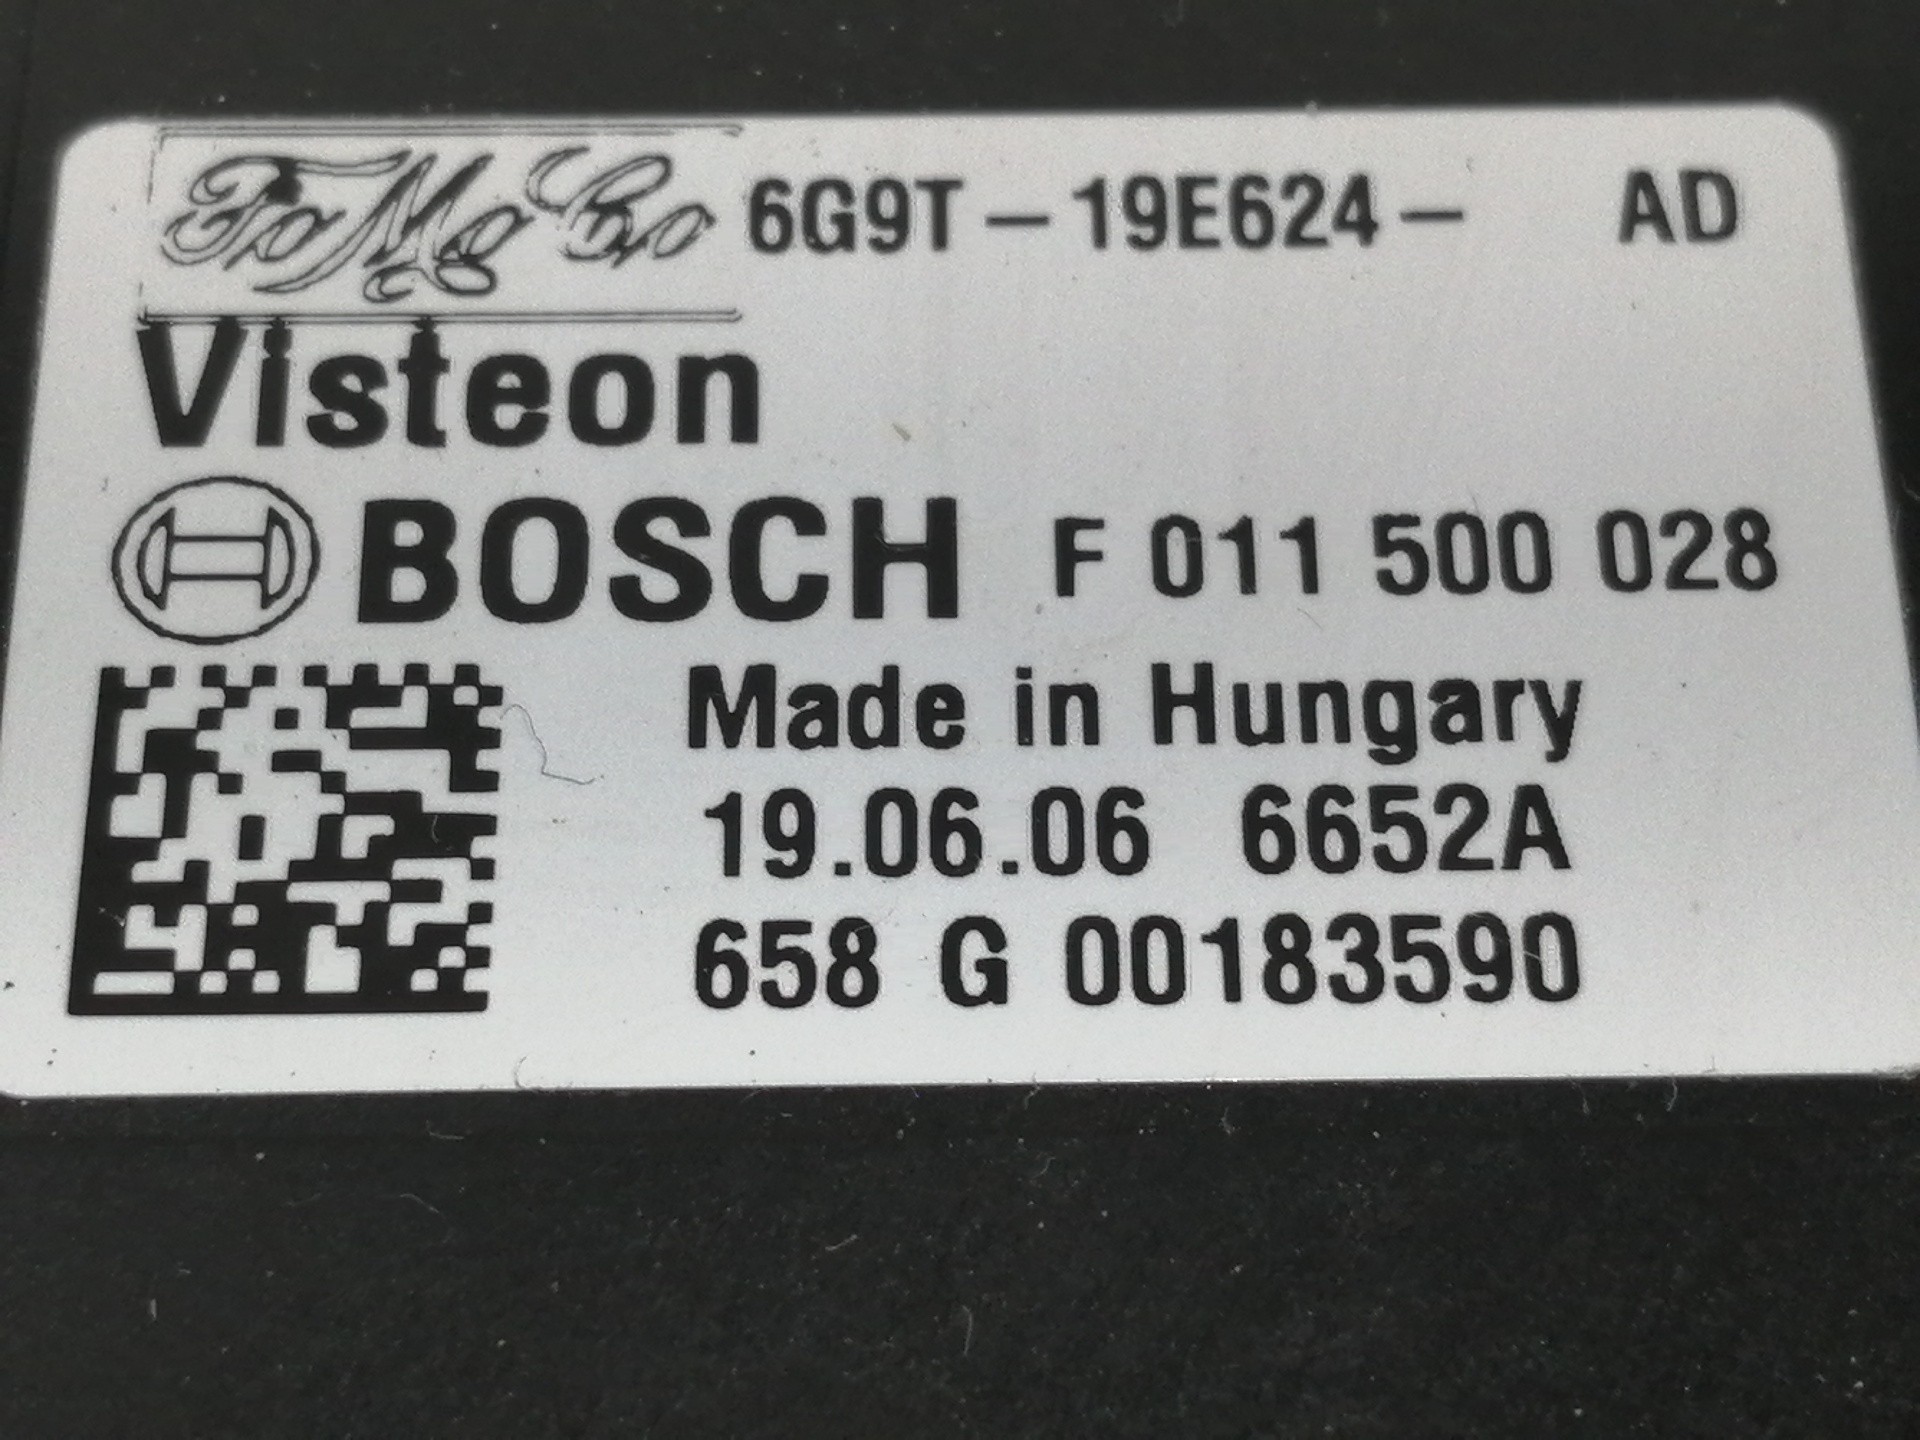 FoMoCo 6G9T-19E624- AD
Visteon
BOSCH F 011 500 028
Made in Hungary
19.06.06 6652A
658 G 00183590